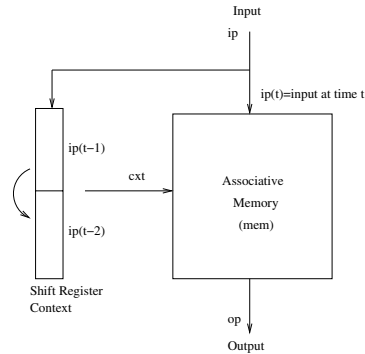 Input
ip
ip(t)=input at time t
ip(t−1)
cxt
Associative
Memory
(mem)
ip(t−2)
Shift Register
Context
op
Output